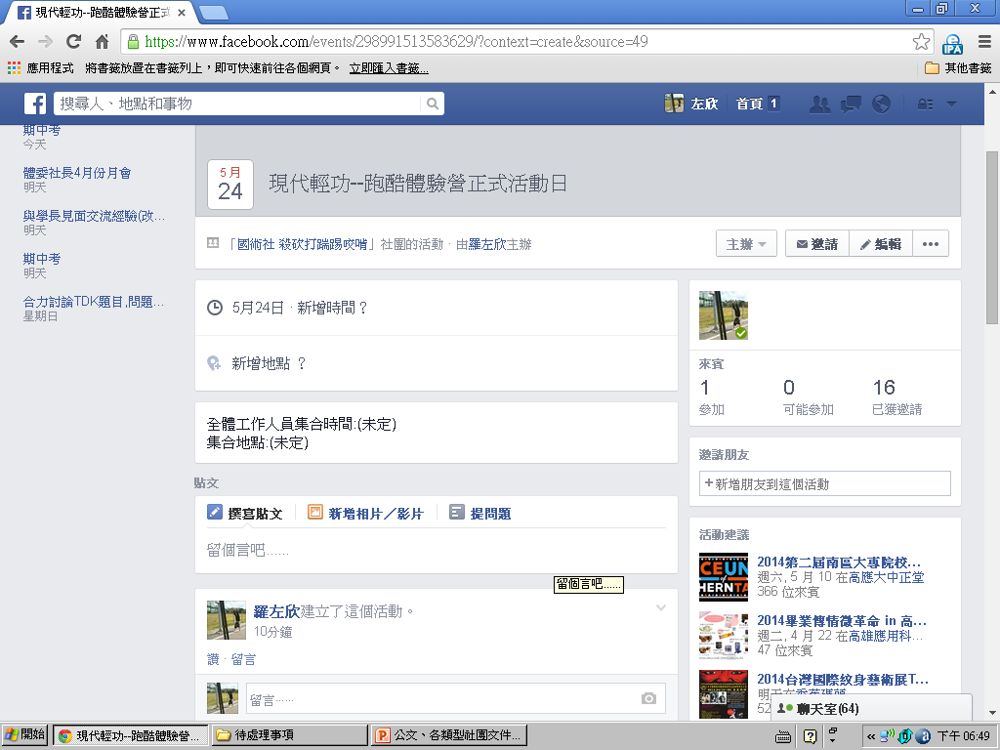 現代輕功--跑酷體驗營正式
https://www.facebook.com/events/298991513583629/?context=create&source=49
應用程式 將書籤放置在書籤列上，即可快速前往各個網頁。 立即匯入書籤... 其他書籤
搜尋人、地點和事物 左欣 首頁 1
期中考
今天
體委社長4月份月會
明天
與學長見面交流經驗(改...
明天
期中考
明天
合力討論TDK題目,問題...
星期日
5月
24
現代輕功--跑酷體驗營正式活動日
「國術社 殺砍打踹踢咬啃」社團的活動 · 由羅左欣主辦
主辦 邀請 編輯 •••
5月24日 · 新增時間？
新增地點 ？
全體工作人員集合時間:(未定)
集合地點:(未定)
貼文
撰寫貼文 新增相片／影片 提問題
留個言吧......
留個言吧......
羅左欣建立了這個活動。
10分鐘
讚 · 留言
留言......
來賓
1 0 16
參加 可能參加 已獲邀請
邀請朋友
+新增朋友到這個活動
活動建議
CEUN
of
HERNTA
2014第二屆南區大專院校...
週六, 5 月 10 在高應大中正堂
366 位來賓
2014畢業傳情微革命 in 高...
週二, 4 月 22 在高雄應用科...
47 位來賓
2014台灣國際紋身藝術展T...
聊天室(64)
開始 現代輕功--跑酷體驗營... 待處理事項 公文、各類型社團文件... 下午 06:49